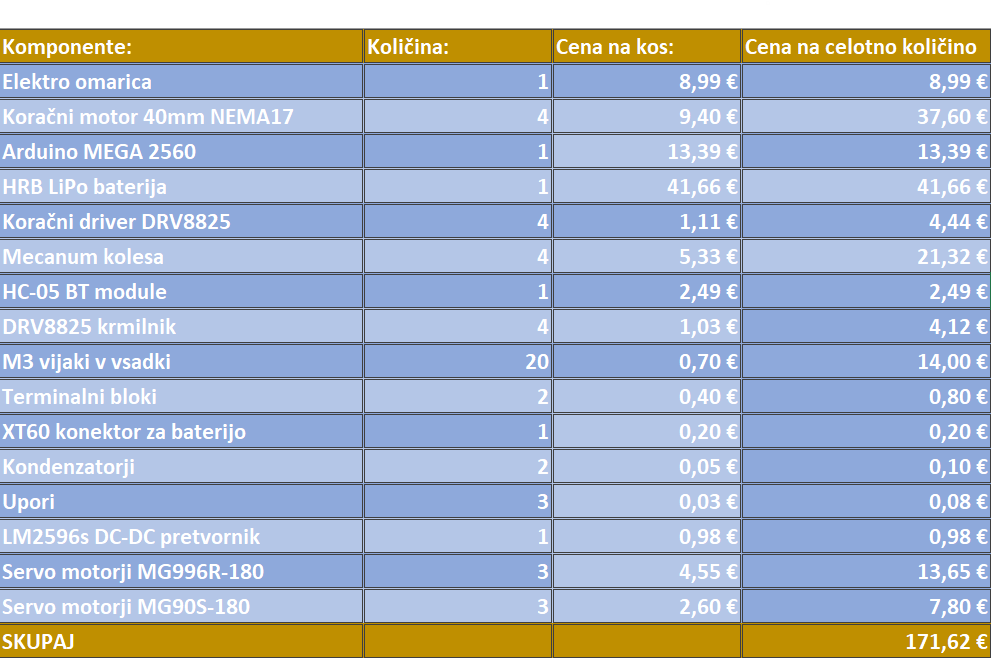 Komponente: Količina: Cena na kos: Cena na celotno količino
Elektro omarica 1 8,99 € 8,99 €
Koračni motor 40mm NEMA17 4 9,40 € 37,60 €
Arduino MEGA 2560 1 13,39 € 13,39 €
HRB LiPo baterija 1 41,66 € 41,66 €
Koračni driver DRV8825 4 1,11 € 4,44 €
Mecanum kolesa 4 5,33 € 21,32 €
HC-05 BT module 1 2,49 € 2,49 €
DRV8825 krmilnik 4 1,03 € 4,12 €
M3 vijaki v vsadki 20 0,70 € 14,00 €
Terminalni bloki 2 0,40 € 0,80 €
XT60 konektor za baterijo 1 0,20 € 0,20 €
Kondenzatorji 2 0,05 € 0,10 €
Upori 3 0,03 € 0,08 €
LM2596s DC-DC pretvornik 1 0,98 € 0,98 €
Servo motorji MG996R-180 3 4,55 € 13,65 €
Servo motorji MG90S-180 3 2,60 € 7,80 €
SKUPAJ 171,62 €